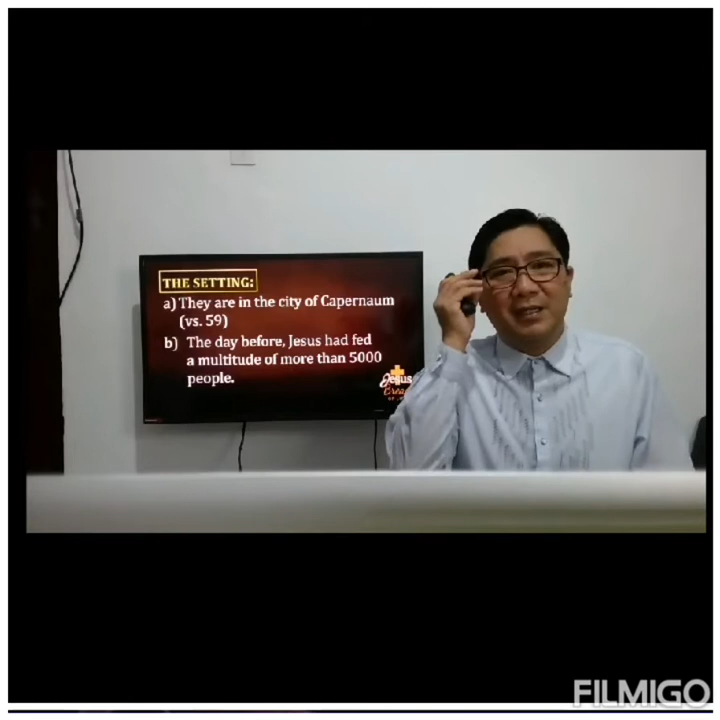 THE SETTING:
a) They are in the city of Capernaum
(vs. 59)
b) The day before, Jesus had fed
a multitude of more than 5000
people.
Jesus
FILMIGO